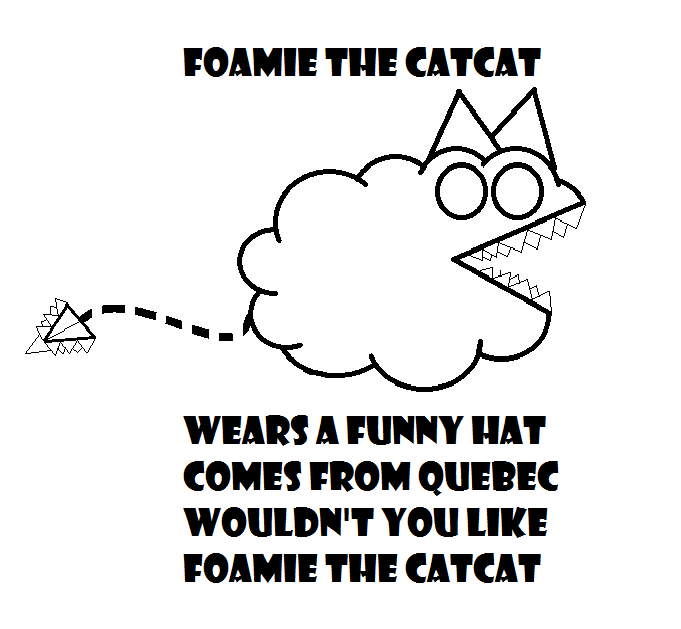 FOAMIE THE CATCAT
WEARS A FUNNY HAT
COMES FROM QUEBEC
WOULDN'T YOU LIKE
FOAMIE THE CATCAT